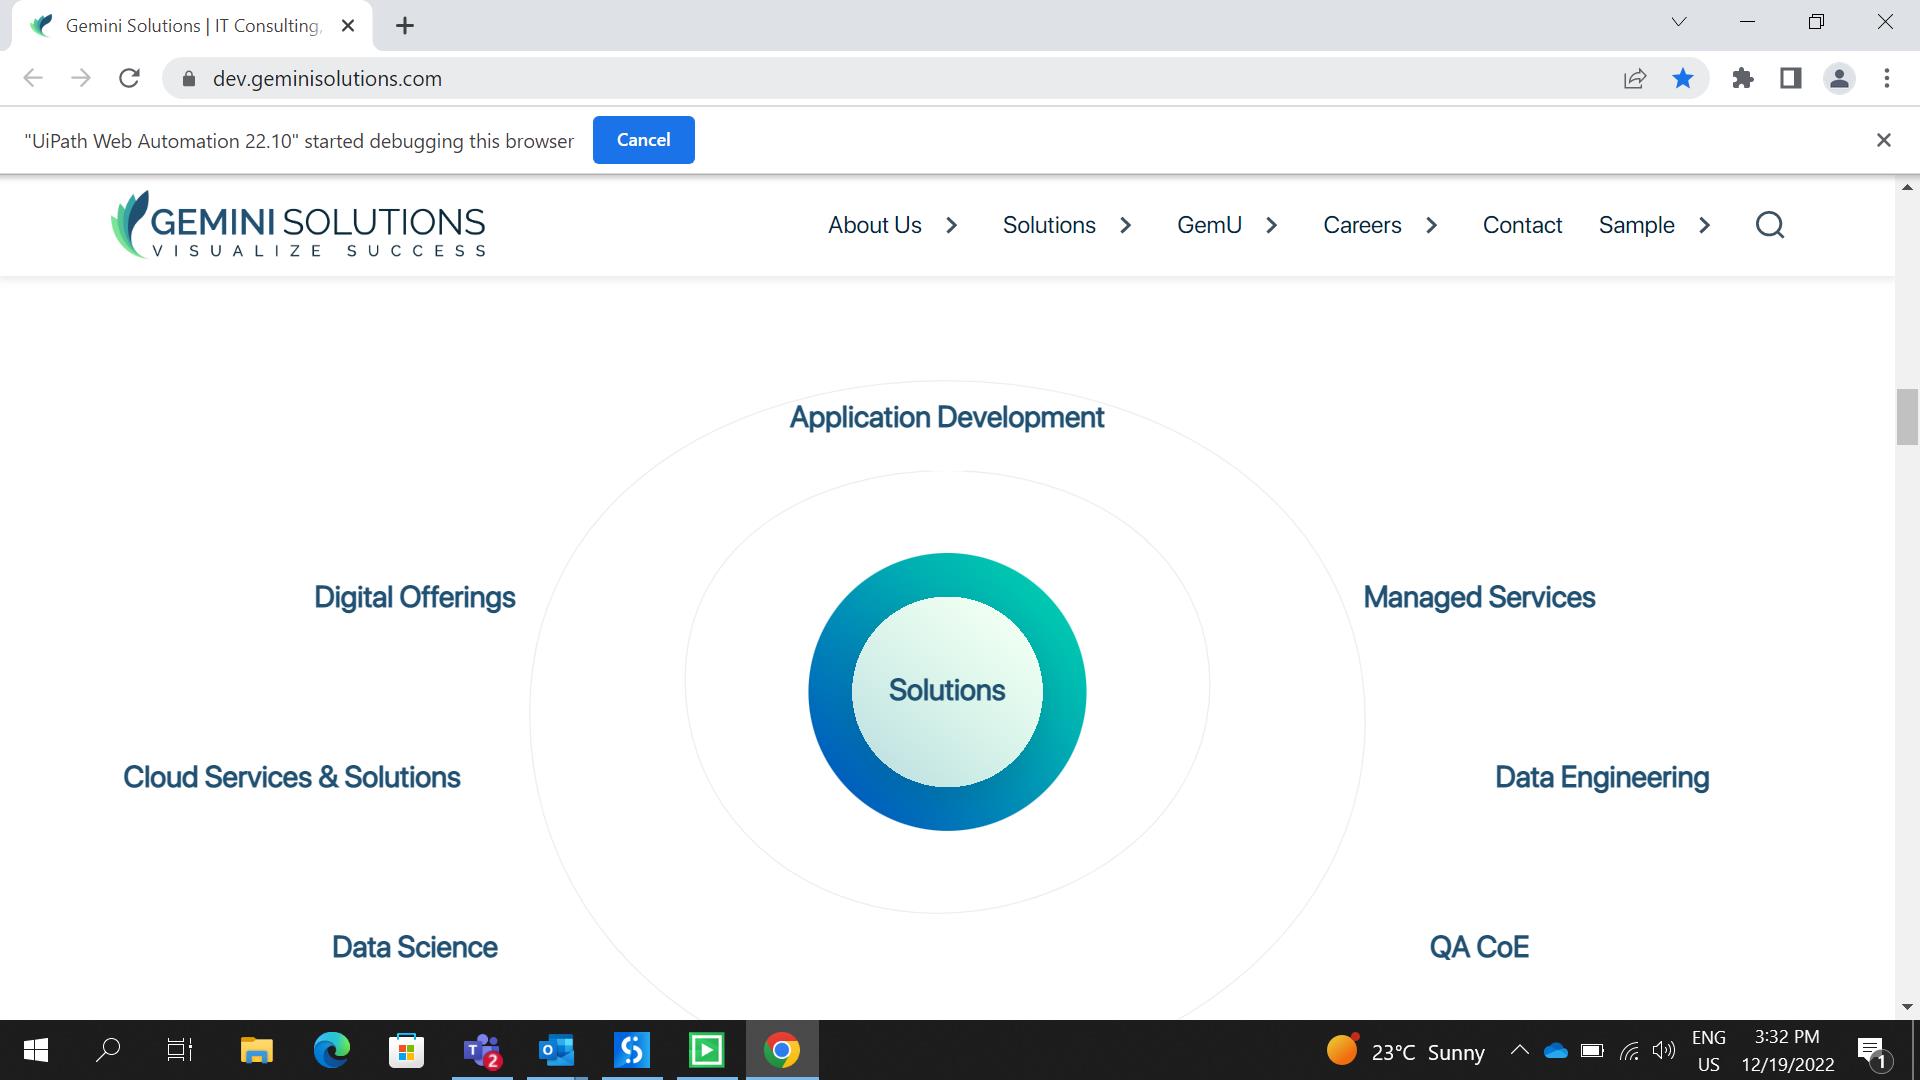 Gemini Solutions | IT Consulting,
dev.geminisolutions.com
"UiPath Web Automation 22.10" started debugging this browser Cancel
GEMINI SOLUTIONS
VISUALIZE SUCCESS
About Us Solutions GemU Careers Contact Sample
Application Development
Digital Offerings
Managed Services
Solutions
Cloud Services & Solutions
Data Engineering
Data Science
QA CoE
T 2
O
23°C Sunny
ENG
US
3:32 PM
12/19/2022
1